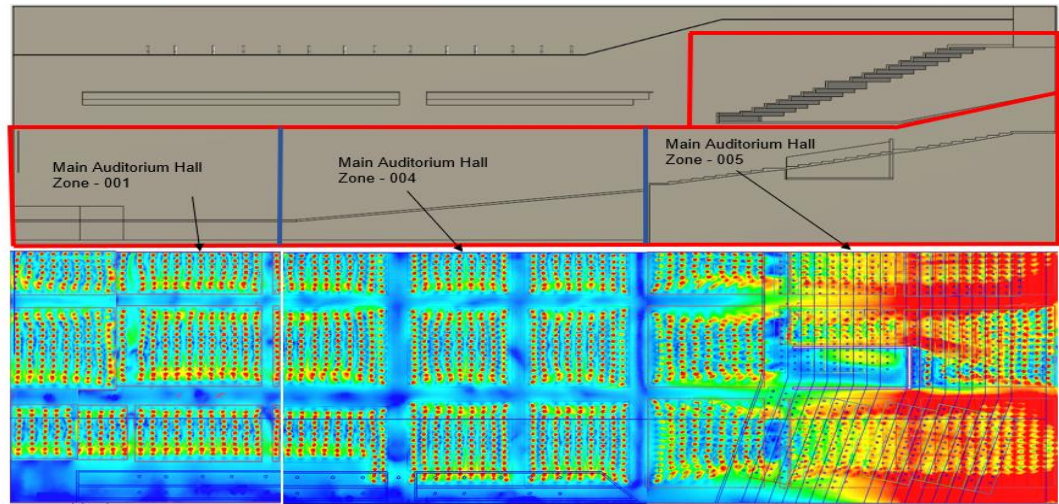 Main Auditorium Hall
Zone - 001
Main Auditorium Hall
Zone - 004
Main Auditorium Hall
Zone - 005